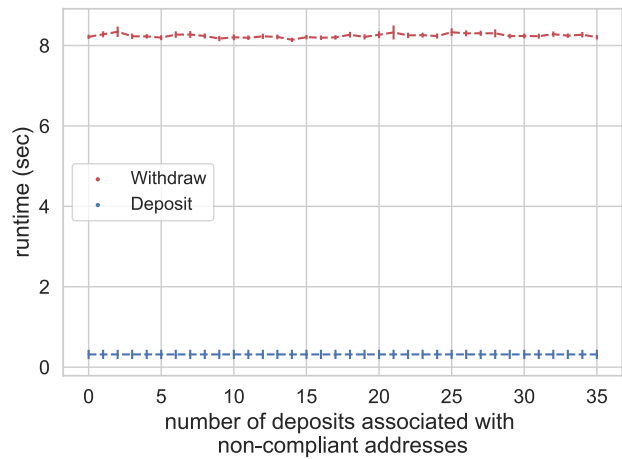 8
6
4
2
0
runtime (sec)
Withdraw
Deposit
0 5 10 15 20 25 30 35
number of deposits associated with
non-compliant addresses